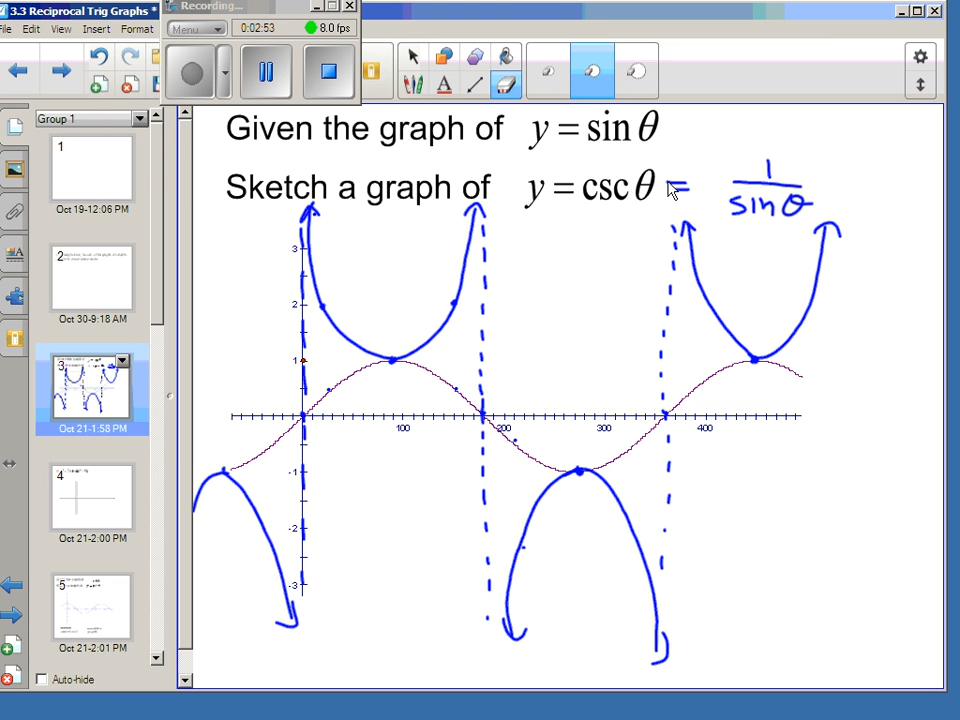 3.3 Reciprocal Trig Graphs *
Recording...
File Edit View Insert Format
Menu
0:02:53
8.0 fps
Group 1
1
Oct 19-12:06 PM
2
Oct 30-9:18 AM
3
Oct 21-1:58 PM
4
Oct 21-2:00 PM
5
Oct 21-2:01 PM
Auto-hide
Given the graph of y = sin θ
Sketch a graph of y = csc θ = 1/sin θ
3
2
1
100 200 300 400
-1
-2
-3